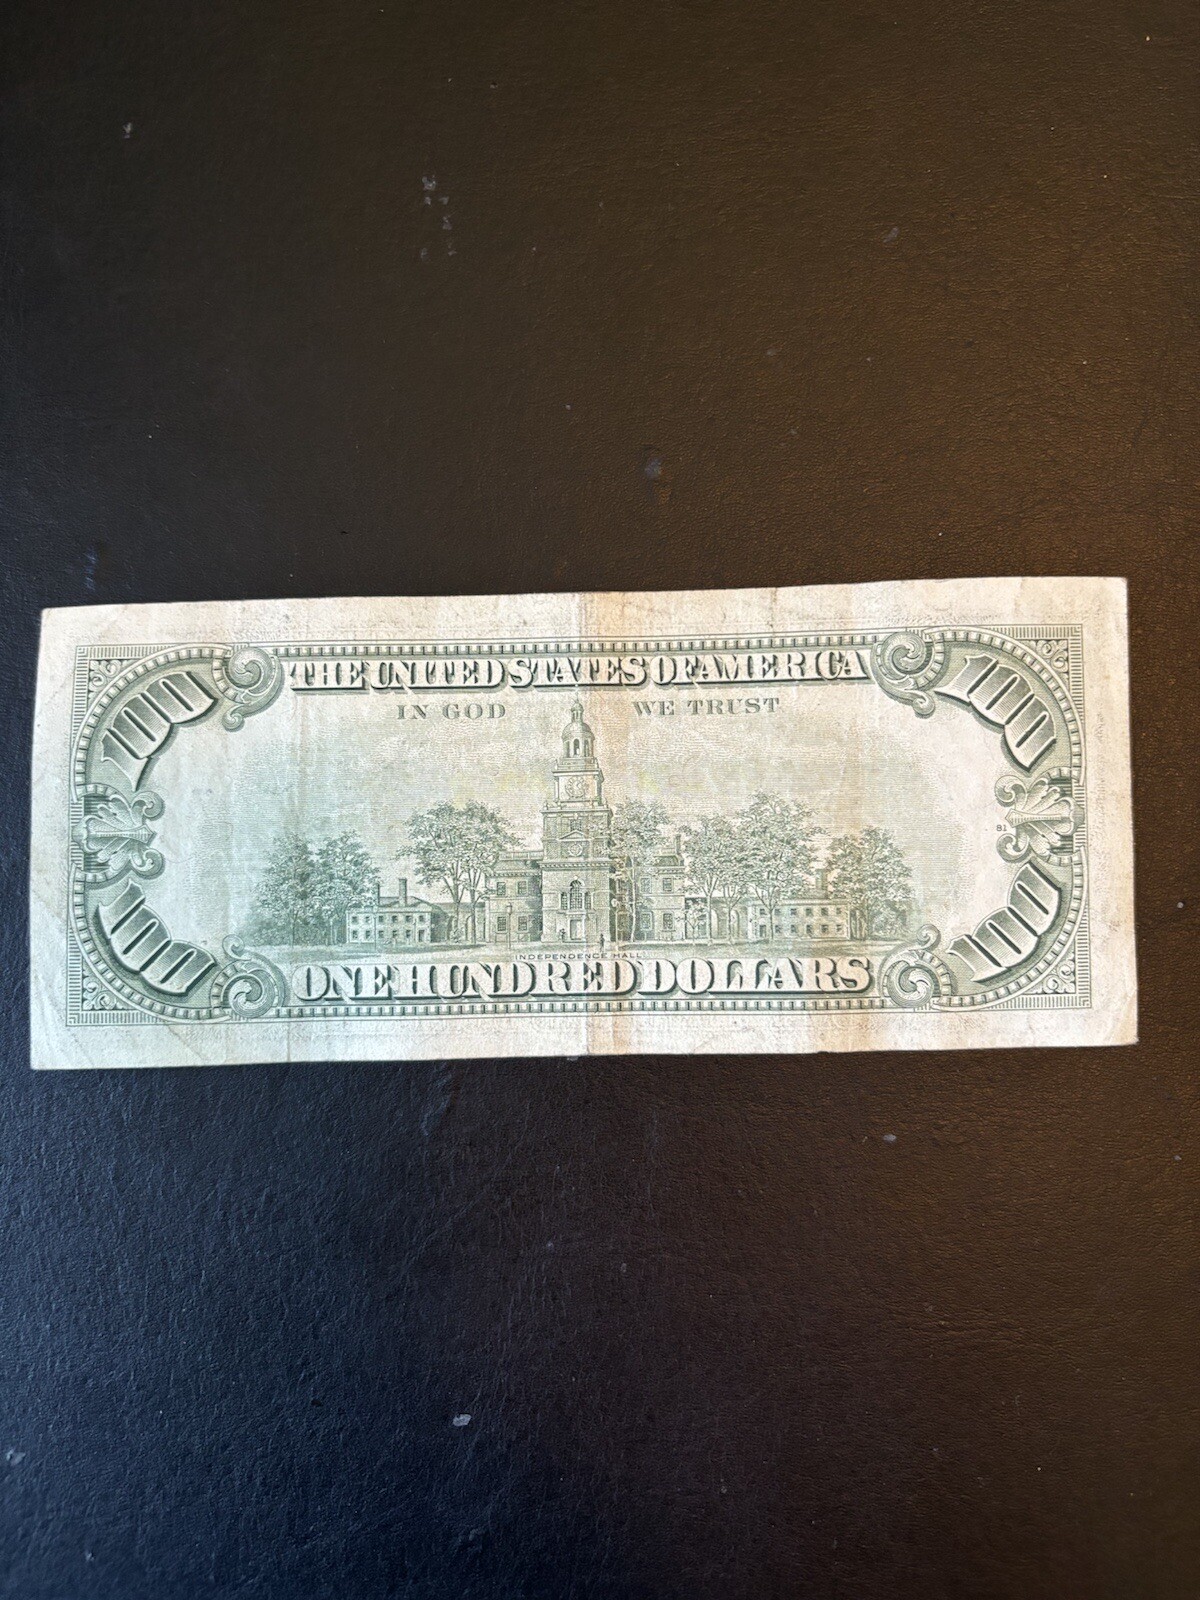 100 THE UNITED STATES OF AMERICA 100
IN GOD WE TRUST
81
INDEPENDENCE HALL
100 ONE HUNDRED DOLLARS 100